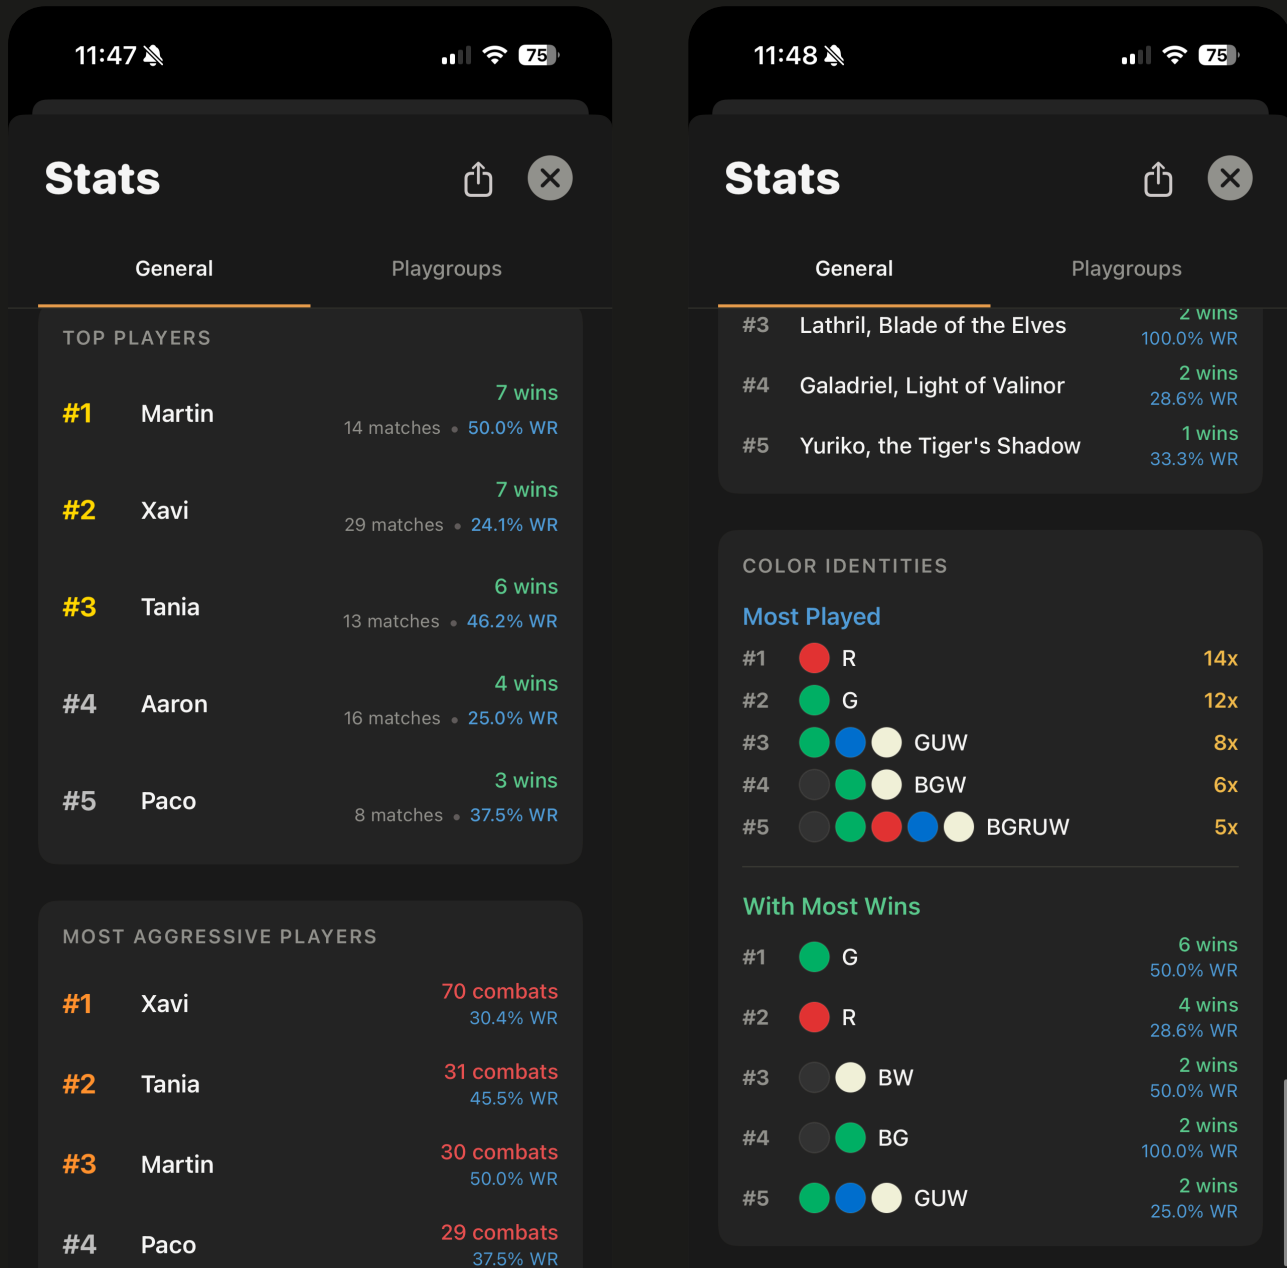 11:47
75
Stats
General Playgroups
TOP PLAYERS
#1 Martin 7 wins
14 matches • 50.0% WR
#2 Xavi 7 wins
29 matches • 24.1% WR
#3 Tania 6 wins
13 matches • 46.2% WR
#4 Aaron 4 wins
16 matches • 25.0% WR
#5 Paco 3 wins
8 matches • 37.5% WR
MOST AGGRESSIVE PLAYERS
#1 Xavi 70 combats
30.4% WR
#2 Tania 31 combats
45.5% WR
#3 Martin 30 combats
50.0% WR
#4 Paco 29 combats
37.5% WR
11:48
75
Stats
General Playgroups
#3 Lathril, Blade of the Elves 2 wins
100.0% WR
#4 Galadriel, Light of Valinor 2 wins
28.6% WR
#5 Yuriko, the Tiger's Shadow 1 wins
33.3% WR
COLOR IDENTITIES
Most Played
#1 R 14x
#2 G 12x
#3 GUW 8x
#4 BGW 6x
#5 BGRUW 5x
With Most Wins
#1 G 6 wins
50.0% WR
#2 R 4 wins
28.6% WR
#3 BW 2 wins
50.0% WR
#4 BG 2 wins
100.0% WR
#5 GUW 2 wins
25.0% WR